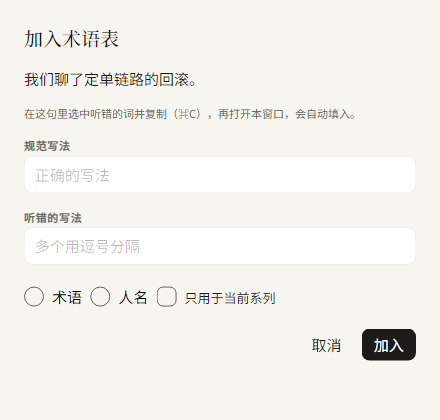 加入术语表
我们聊了定单链路的回滚。
在这句里选中听错的词并复制（⌘C），再打开本窗口，会自动填入。
规范写法
正确的写法
听错的写法
多个用逗号分隔
术语 人名 只用于当前系列
取消 加入